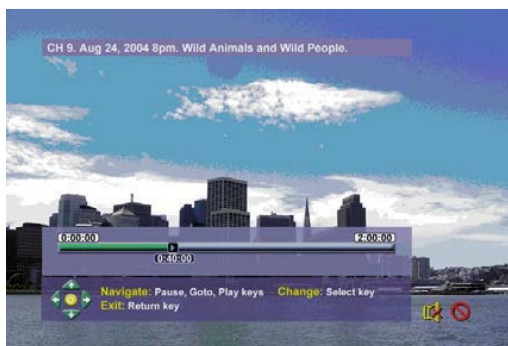 CH 9. Aug 24, 2004 8pm. Wild Animals and Wild People.
0:00:00 2:00:00
0:40:00
Navigate: Pause, Goto, Play keys Change: Select key
Exit: Return key